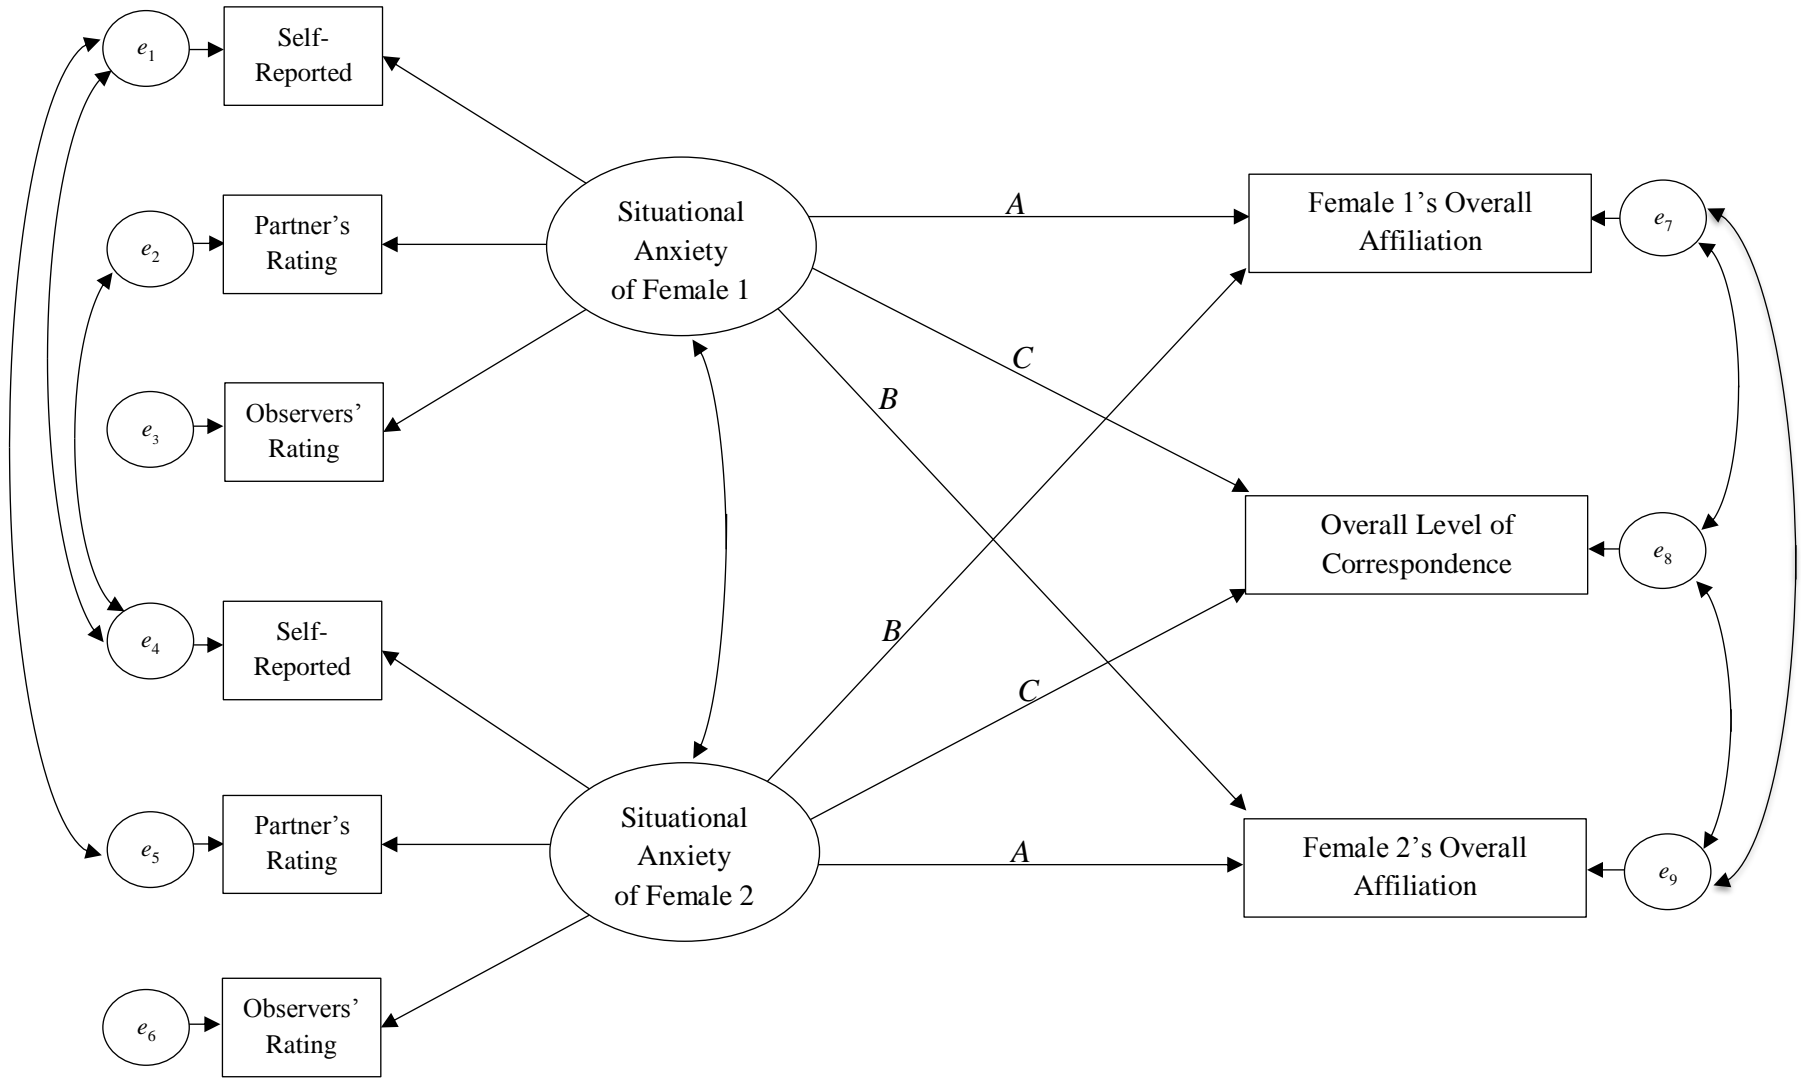 e1
Self-
Reported
e2
Partner’s
Rating
e3
Observers’
Rating
e4
Self-
Reported
e5
Partner’s
Rating
e6
Observers’
Rating
Situational
Anxiety
of Female 1
Situational
Anxiety
of Female 2
A
C
B
B
C
A
Female 1’s Overall
Affiliation
e7
Overall Level of
Correspondence
e8
Female 2’s Overall
Affiliation
e9